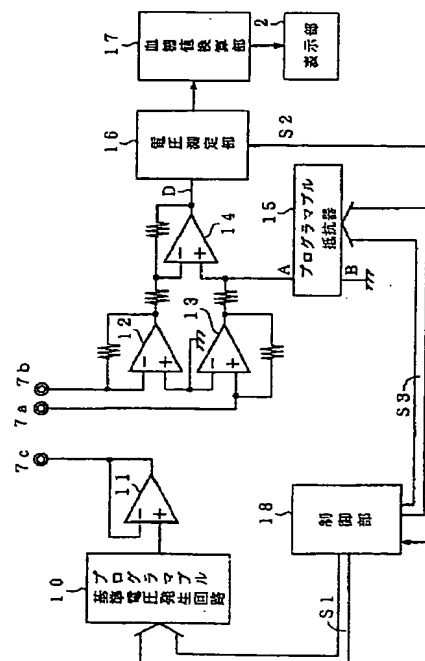 7c
7a
7b
10
プログラマブル
基準電圧発生回路
11
−
+
12
−
+
13
−
+
14
−
+
D
16
電圧測定部
17
血糖値換算部
2
表示部
A
B
15
プログラマブル
抵抗器
S2
18
制御部
S1
S3